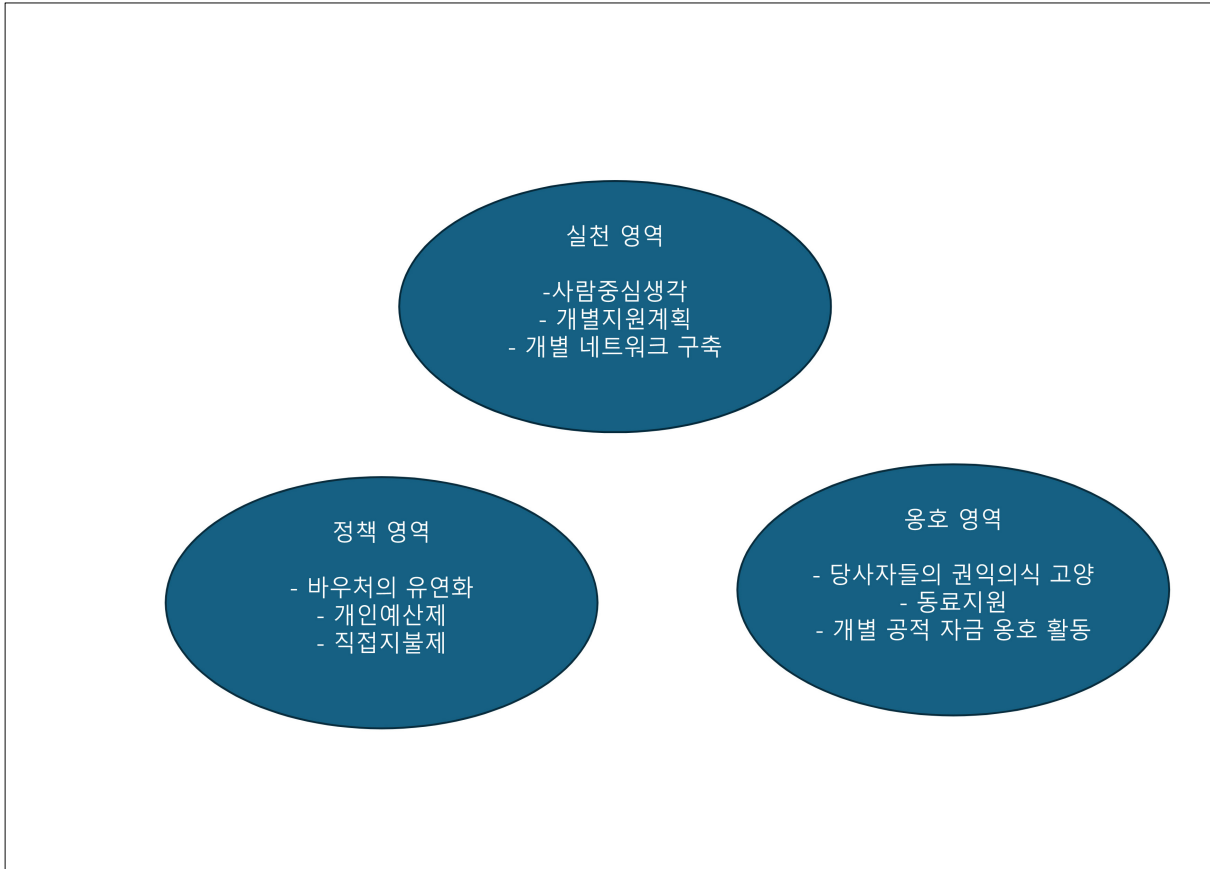 실천 영역
-사람중심생각
- 개별지원계획
- 개별 네트워크 구축
정책 영역
- 바우처의 유연화
- 개인예산제
- 직접지불제
옹호 영역
- 당사자들의 권익의식 고양
- 동료지원
- 개별 공적 자금 옹호 활동